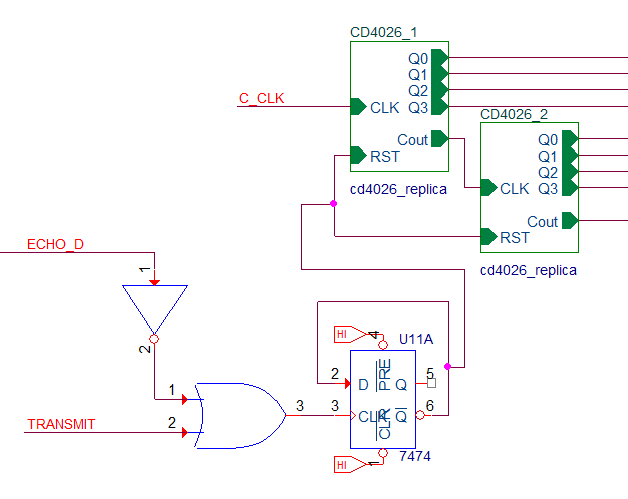 CD4026_1
Q0
Q1
Q2
C_CLK
CLK Q3
CD4026_2
Cout
Q0
RST
Q1
Q2
cd4026_replica
CLK Q3
Cout
RST
ECHO_D
1
cd4026_replica
HI
4
U11A
2
2
D
PRE
Q
5
1
3
3
CLK
CLR
Q
6
TRANSMIT
2
HI
1
7474